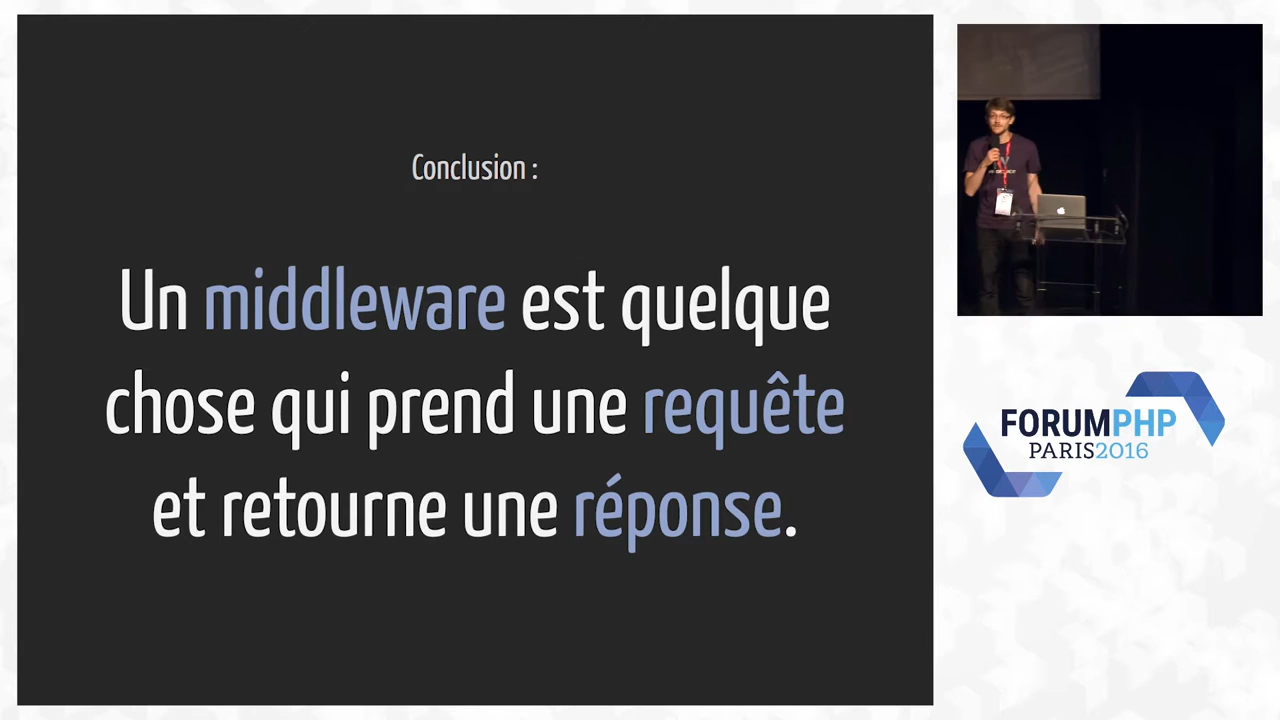 Conclusion :
Un middleware est quelque
chose qui prend une requête
et retourne une réponse.
FORUMPHP
PARIS2016